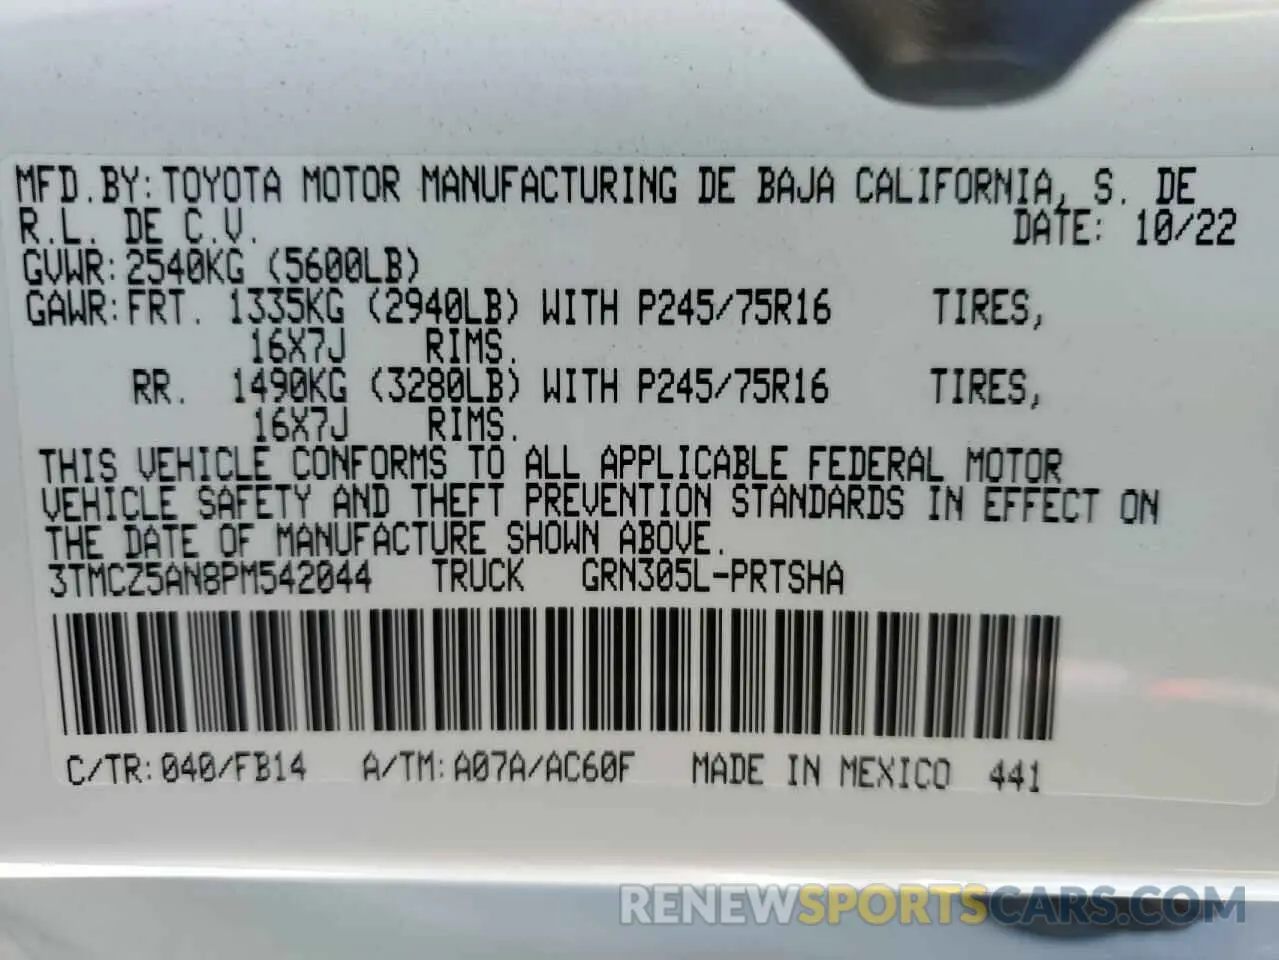 MFD.BY:TOYOTA MOTOR MANUFACTURING DE BAJA CALIFORNIA, S. DE
R.L. DE C.V. DATE: 10/22
GVWR:2540KG (5600LB)
GAWR:FRT. 1335KG (2940LB) WITH P245/75R16 TIRES,
16X7J RIMS.
RR. 1490KG (3280LB) WITH P245/75R16 TIRES,
16X7J RIMS.
THIS VEHICLE CONFORMS TO ALL APPLICABLE FEDERAL MOTOR
VEHICLE SAFETY AND THEFT PREVENTION STANDARDS IN EFFECT ON
THE DATE OF MANUFACTURE SHOWN ABOVE.
3TMCZ5AN8PM542044 TRUCK GRN305L-PRTSHA
C/TR:040/FB14 A/TM:A07A/AC60F MADE IN MEXICO 441
RENEWSPORTSCARS.COM